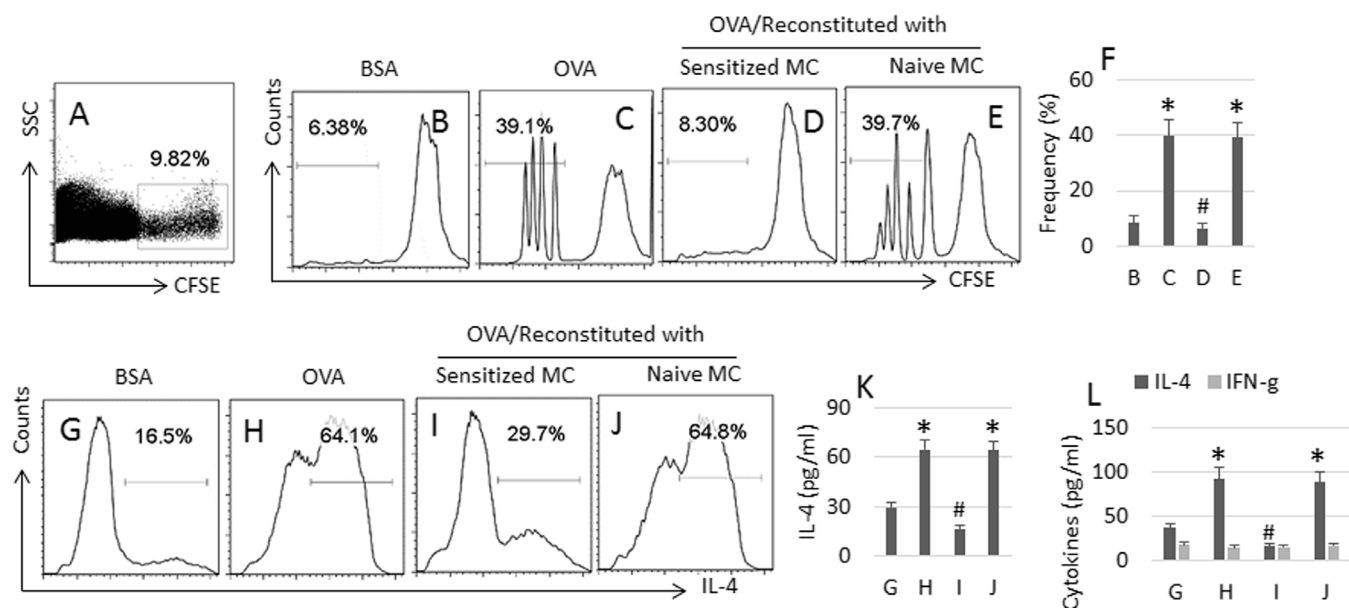 OVA/Reconstituted with
BSA OVA Sensitized MC Naive MC
SSC
A
9.82%
CFSE
Counts
6.38%
B
39.1%
C
8.30%
D
39.7%
E
CFSE
F
Frequency (%)
60
40
20
0
*
#
*
B C D E
OVA/Reconstituted with
BSA OVA Sensitized MC Naive MC
Counts
G
16.5%
H
64.1%
I
29.7%
J
64.8%
IL-4
K
IL-4 (pg/ml)
90
60
30
0
*
#
*
G H I J
IL-4 IFN-g
L
Cytokines (pg/ml)
150
100
50
0
*
#
*
G H I J